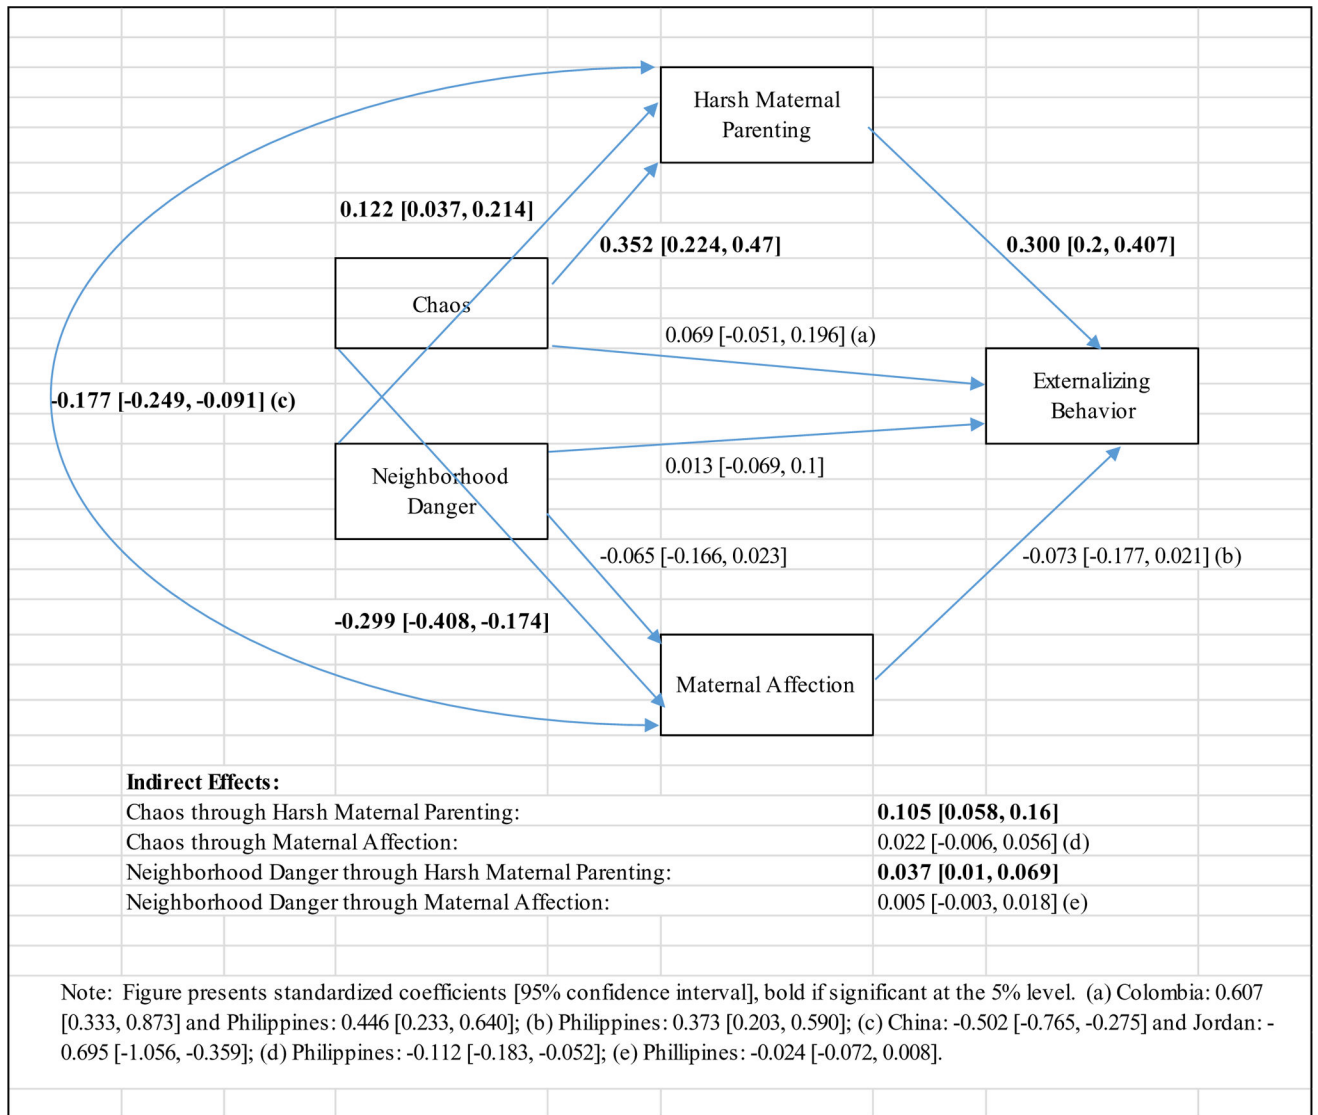 Harsh Maternal
Parenting
0.122 [0.037, 0.214]
0.352 [0.224, 0.47]
0.300 [0.2, 0.407]
Chaos
0.069 [-0.051, 0.196] (a)
Externalizing
Behavior
-0.177 [-0.249, -0.091] (c)
Neighborhood
Danger
0.013 [-0.069, 0.1]
-0.065 [-0.166, 0.023]
-0.073 [-0.177, 0.021] (b)
-0.299 [-0.408, -0.174]
Maternal Affection
Indirect Effects:
Chaos through Harsh Maternal Parenting: 0.105 [0.058, 0.16]
Chaos through Maternal Affection: 0.022 [-0.006, 0.056] (d)
Neighborhood Danger through Harsh Maternal Parenting: 0.037 [0.01, 0.069]
Neighborhood Danger through Maternal Affection: 0.005 [-0.003, 0.018] (e)
Note: Figure presents standardized coefficients [95% confidence interval], bold if significant at the 5% level. (a) Colombia: 0.607
[0.333, 0.873] and Philippines: 0.446 [0.233, 0.640]; (b) Philippines: 0.373 [0.203, 0.590]; (c) China: -0.502 [-0.765, -0.275] and Jordan: -
0.695 [-1.056, -0.359]; (d) Philippines: -0.112 [-0.183, -0.052]; (e) Phillipines: -0.024 [-0.072, 0.008].